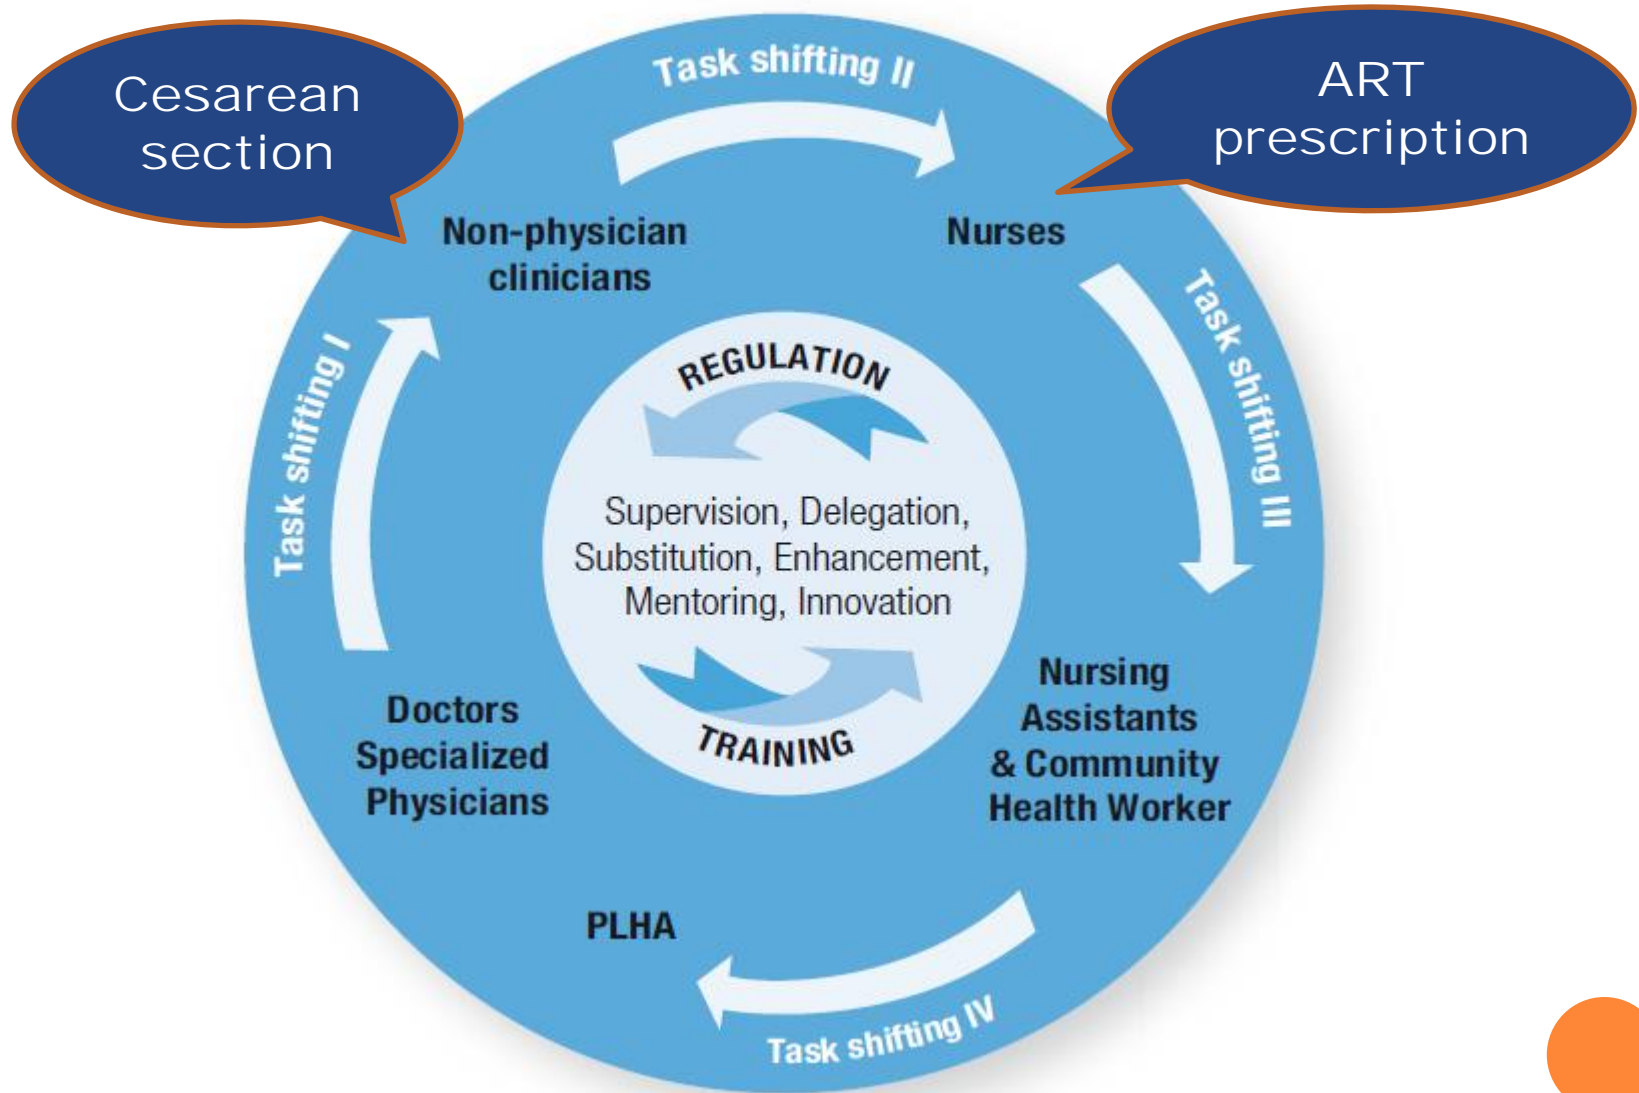 Cesarean
section
Task shifting II
ART
prescription
Non-physician
clinicians
Nurses
Task shifting I
Task shifting III
REGULATION
Supervision, Delegation,
Substitution, Enhancement,
Mentoring, Innovation
TRAINING
Doctors
Specialized
Physicians
Nursing
Assistants
& Community
Health Worker
PLHA
Task shifting IV